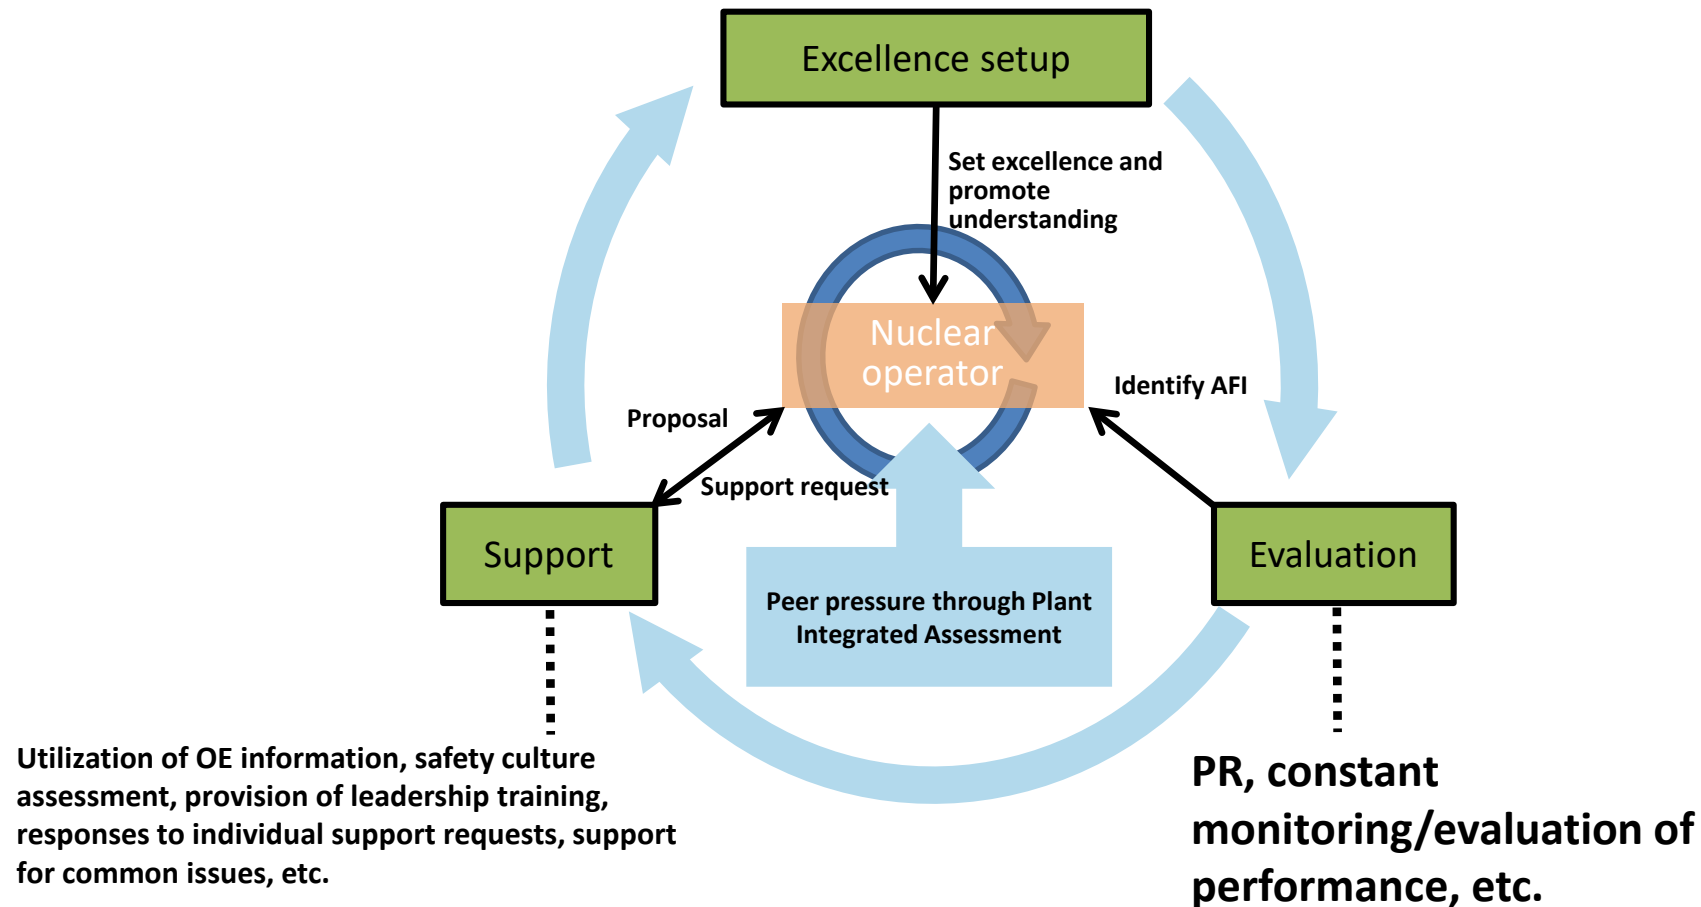 Excellence setup
Set excellence and
promote
understanding
Nuclear
operator
Identify AFI
Proposal
Support request
Support
Evaluation
Peer pressure through Plant
Integrated Assessment
Utilization of OE information, safety culture
assessment, provision of leadership training,
responses to individual support requests, support
for common issues, etc.
PR, constant
monitoring/evaluation of
performance, etc.